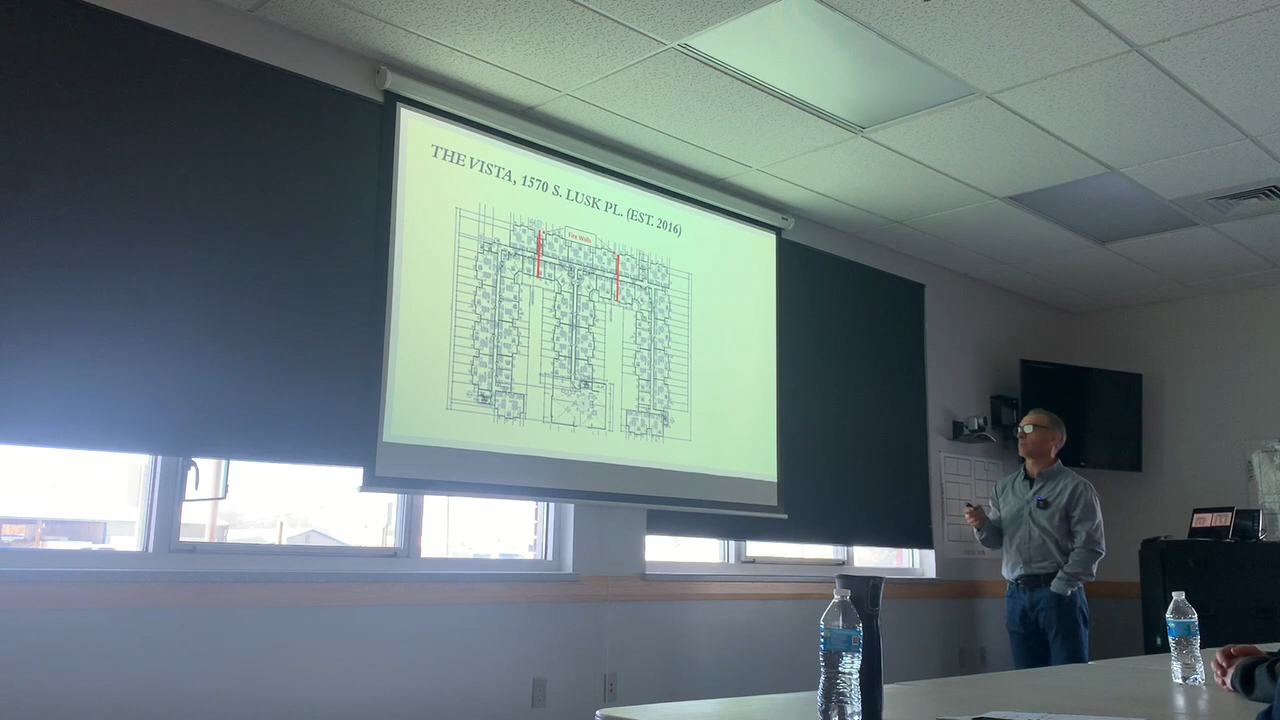 THE VISTA, 1570 S. LUSK PL. (EST. 2016)
Fire Walls